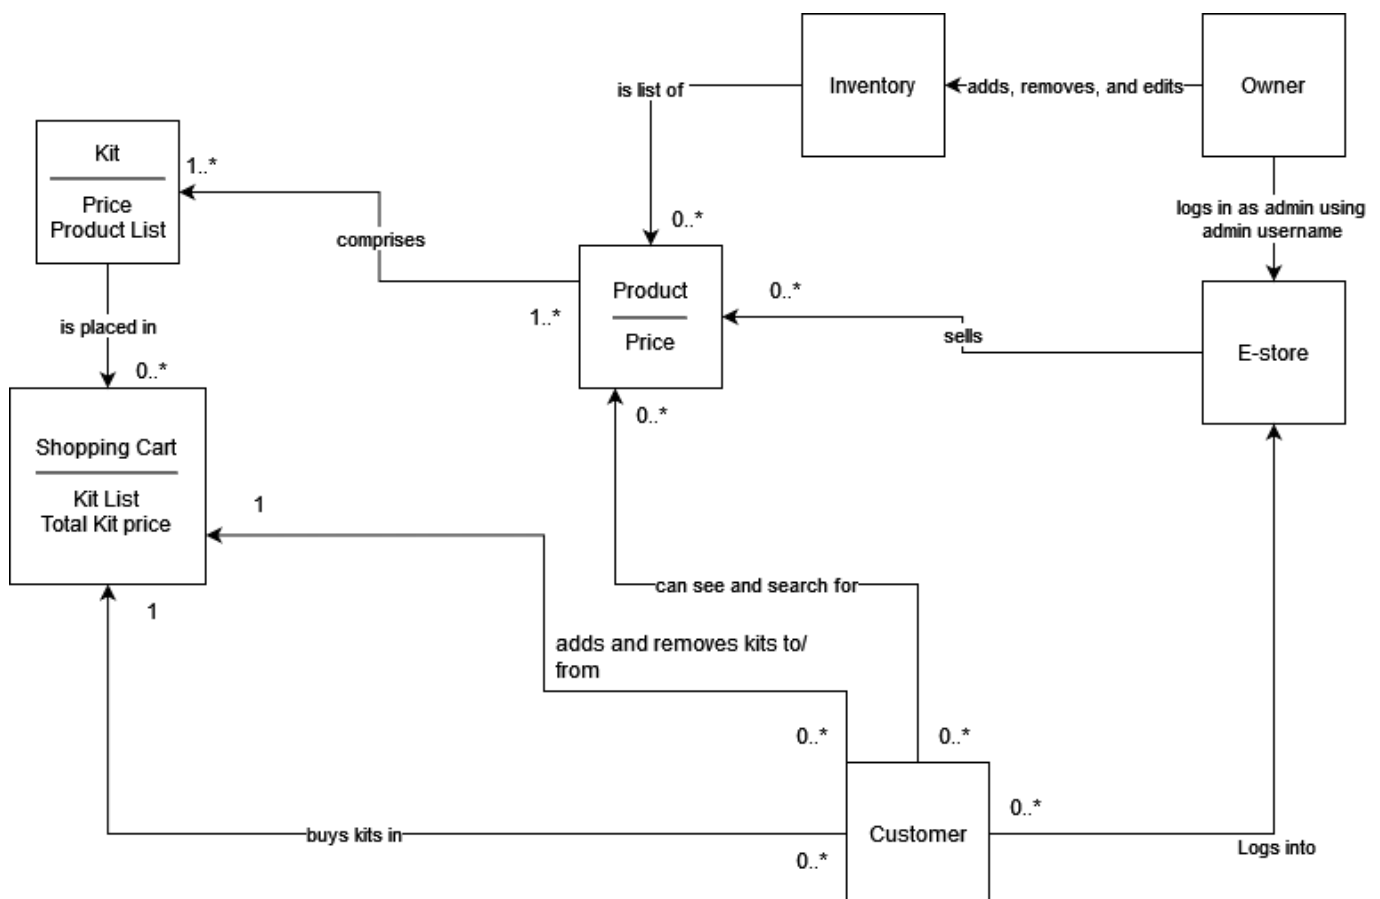 Inventory
adds, removes, and edits
Owner
is list of
Kit
Price
Product List
1..*
logs in as admin using
admin username
0..*
comprises
Product
Price
1..*
0..*
sells
E-store
is placed in
0..*
0..*
Shopping Cart
Kit List
Total Kit price
1
1
can see and search for
adds and removes kits to/
from
0..*
0..*
0..*
Customer
buys kits in
0..*
Logs into